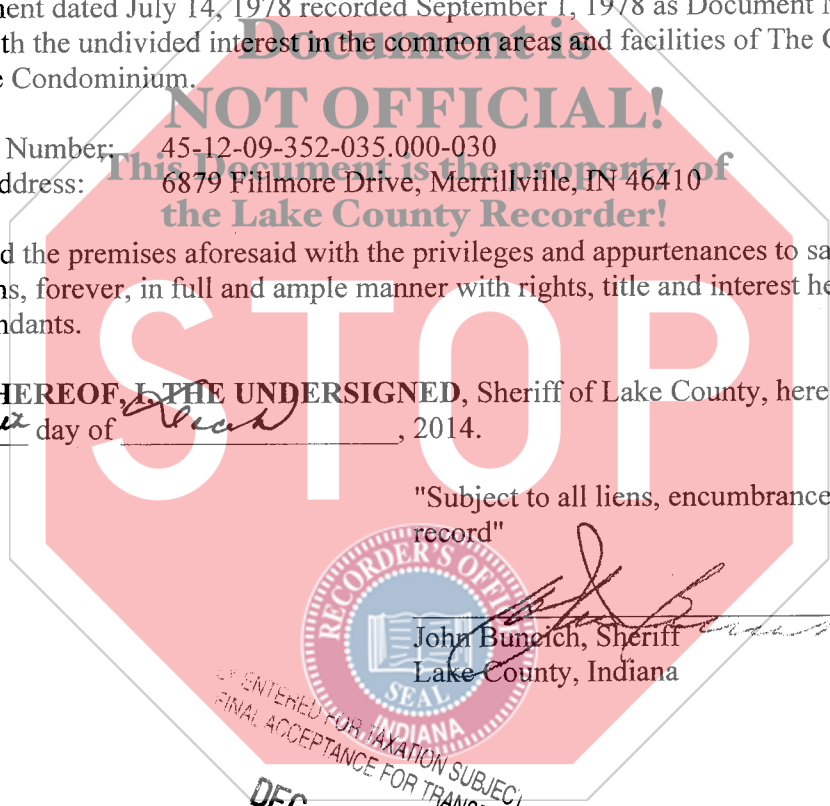 ent dated July 14, 1978 recorded September 1, 1978 as Document
Document is
th the undivided interest in the common areas and facilities of The
Condominium.
NOT OFFICIAL!
Number: 45-12-09-352-035.000-030
This Document is the property of
ddress: 6879 Fillmore Drive, Merrillville, IN 46410
the Lake County Recorder!
d the premises aforesaid with the privileges and appurtenances to sa
ns, forever, in full and ample manner with rights, title and interest he
ndants.
STOP
HEREOF, I, THE UNDERSIGNED, Sheriff of Lake County, here
day of , 2014.
"Subject to all liens, encumbrance
record"
RECORDER'S OFFI
John Buncich, Sheriff
Lake County, Indiana
SEAL
INDIANA
ENTERED FOR TAXATION SUBJECT
FINAL ACCEPTANCE FOR TRANS
DEC